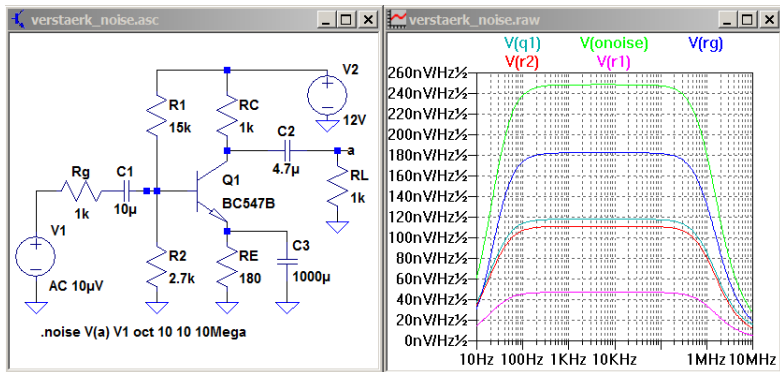 verstaerk_noise.asc
V2
12V
R1
15k
RC
1k
C2
4.7µ
a
RL
1k
Rg
1k
C1
10µ
Q1
BC547B
V1
AC 10µV
R2
2.7k
RE
180
C3
1000µ
.noise V(a) V1 oct 10 10 10Mega
verstaerk_noise.raw
V(q1) V(onoise) V(rg)
V(r2) V(r1)
260nV/Hz½
240nV/Hz½
220nV/Hz½
200nV/Hz½
180nV/Hz½
160nV/Hz½
140nV/Hz½
120nV/Hz½
100nV/Hz½
80nV/Hz½
60nV/Hz½
40nV/Hz½
20nV/Hz½
0nV/Hz½
10Hz 100Hz 1KHz 10KHz 1MHz 10MHz